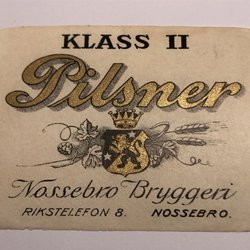 KLASS II
Pilsner
Nossebro Bryggeri
RIKSTELEFON 8. NOSSEBRO.